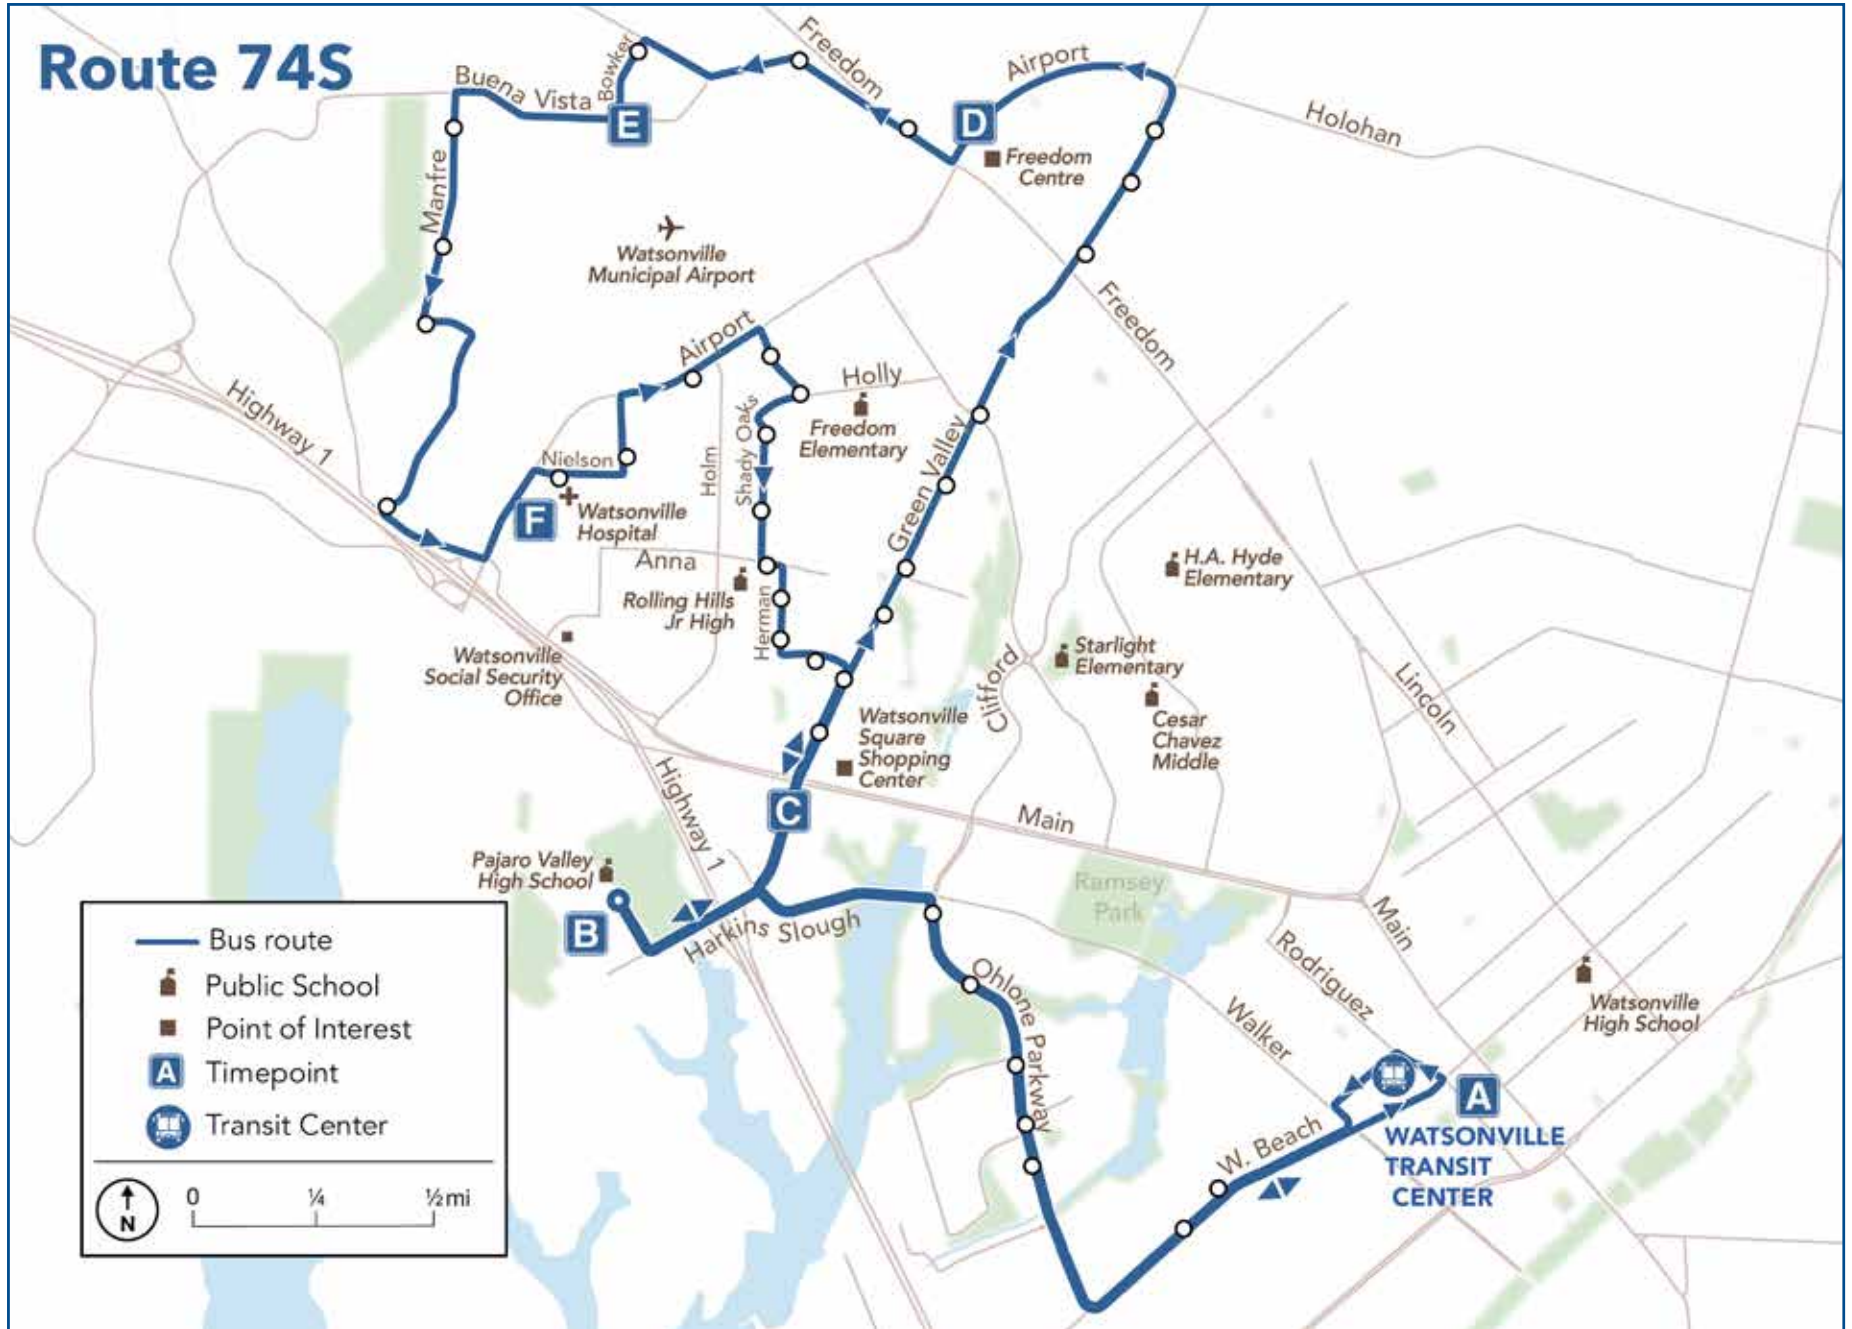 Route 74S
Freedom
Airport
Holohan
Bowker
Buena Vista
E
D
Freedom
Centre
Manfre
Watsonville
Municipal Airport
Freedom
Airport
Highway 1
Holly
Shady Oaks
Freedom
Elementary
Green Valley
Nielson
Holm
F
Watsonville
Hospital
Anna
H.A. Hyde
Elementary
Rolling Hills
Jr High
Herman
Watsonville
Social Security
Office
Clifford
Starlight
Elementary
Lincoln
Cesar
Chavez
Middle
Watsonville
Square
Shopping
Center
Highway 1
C
Main
Pajaro Valley
High School
Ramsey
Park
Main
B
Harkins Slough
Rodriguez
Ohlone Parkway
Walker
Watsonville
High School
W. Beach
A
WATSONVILLE
TRANSIT
CENTER
Bus route
Public School
Point of Interest
A Timepoint
Transit Center
N
0 ¼ ½ mi